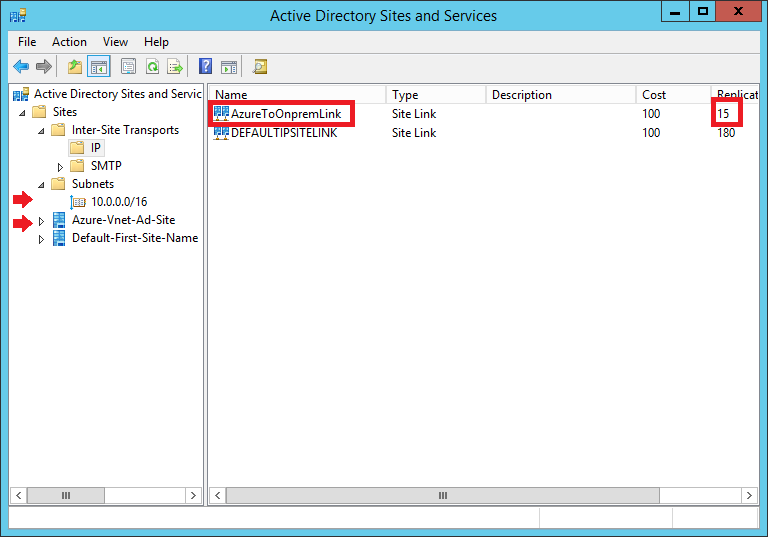 Active Directory Sites and Services
File Action View Help
Active Directory Sites and Servic
Sites
Inter-Site Transports
IP
SMTP
Subnets
10.0.0.0/16
Azure-Vnet-Ad-Site
Default-First-Site-Name
Name Type Description Cost Replicat
AzureToOnpremLink Site Link 100 15
DEFAULTIPSITELINK Site Link 100 180